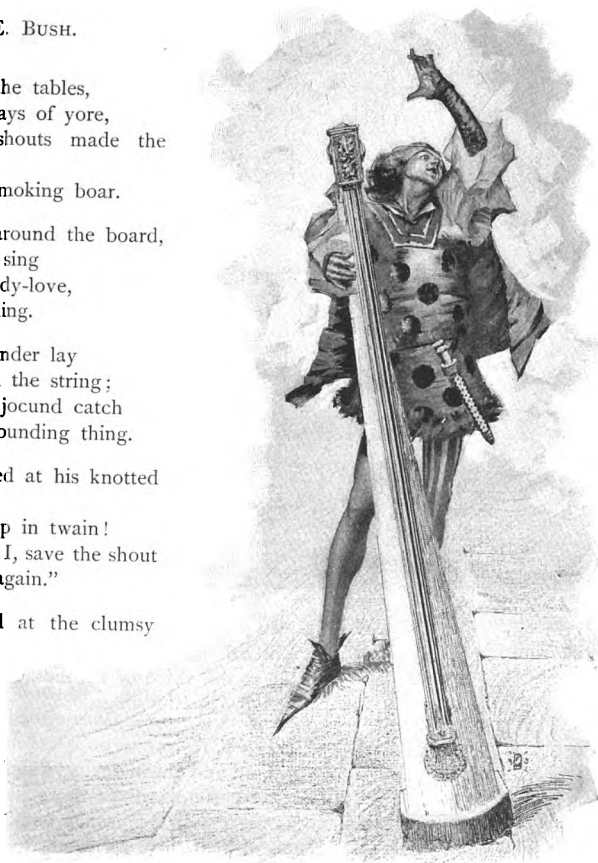 E. BUSH.
he tables,
ays of yore,
shouts made the
moking boar.
round the board,
sing
dy-love,
ing.
nder lay
the string;
jocund catch
ounding thing.
ed at his knotted
p in twain!
I, save the shout
again."
at the clumsy